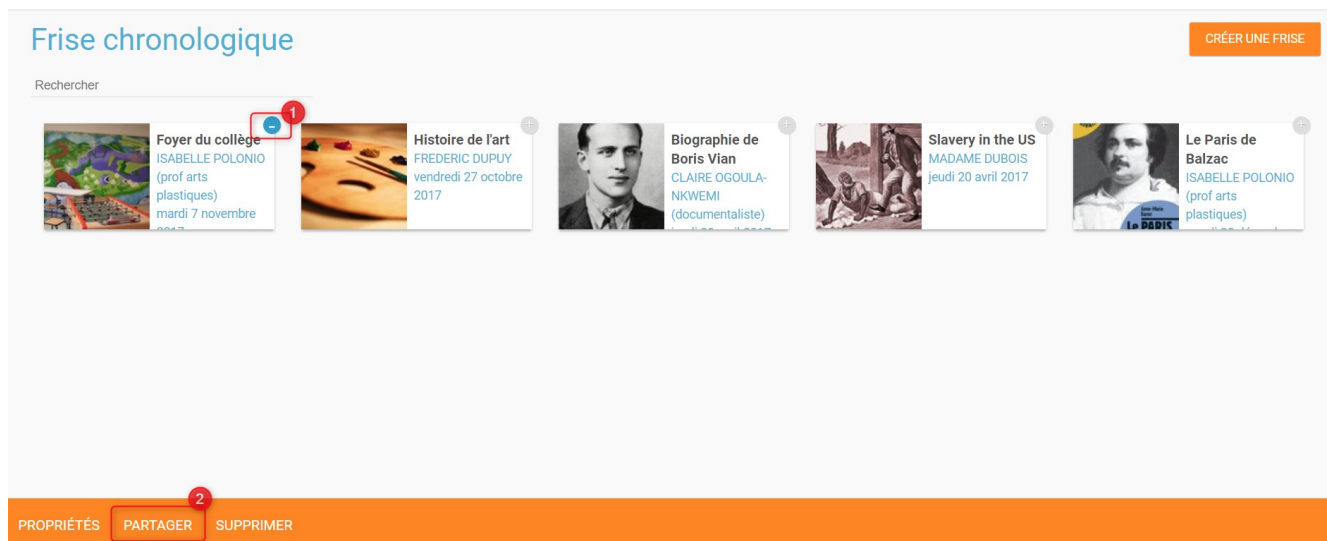 Frise chronologique
CRÉER UNE FRISE
Rechercher
1
Foyer du collège
ISABELLE POLONIO
(prof arts
plastiques)
mardi 7 novembre
2017
Histoire de l'art
FREDERIC DUPUY
vendredi 27 octobre
2017
Biographie de
Boris Vian
CLAIRE OGOULA-
NKWEMI
(documentaliste)
Slavery in the US
MADAME DUBOIS
jeudi 20 avril 2017
Le PARIS
Le Paris de
Balzac
ISABELLE POLONIO
(prof arts
plastiques)
2
PROPRIÉTÉS
PARTAGER
SUPPRIMER